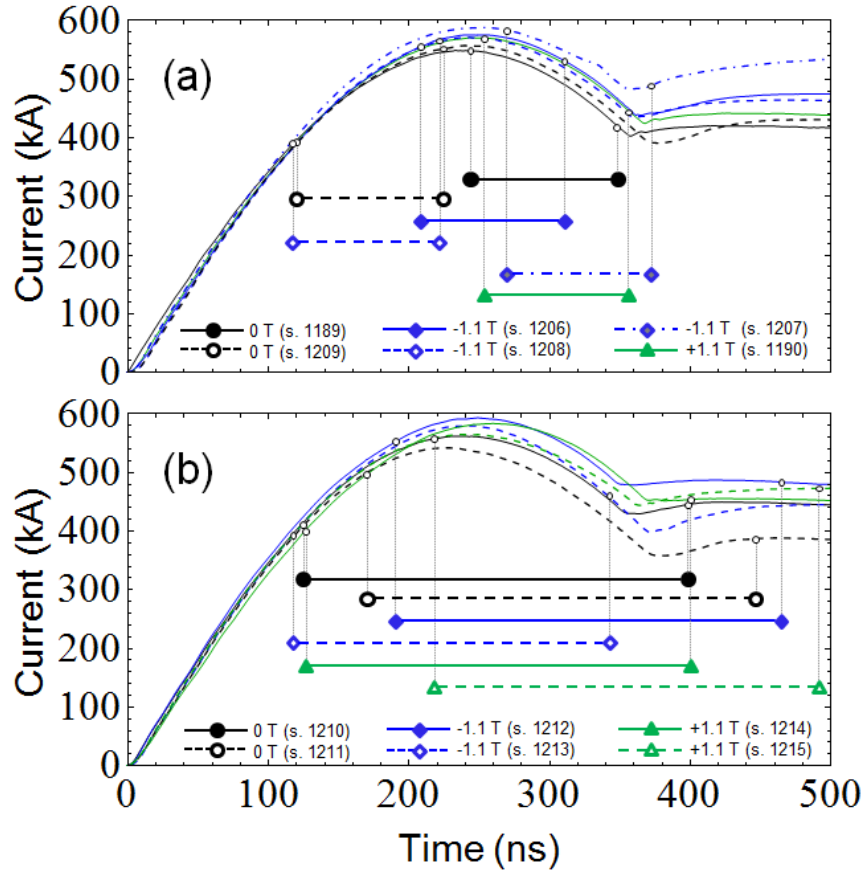 600
500
400
300
200
100
0
Current (kA)
(a)
0 T (s. 1189) -1.1 T (s. 1206) -1.1 T (s. 1207)
0 T (s. 1209) -1.1 T (s. 1208) +1.1 T (s. 1190)
600
500
400
300
200
100
0
Current (kA)
(b)
0 T (s. 1210) -1.1 T (s. 1212) +1.1 T (s. 1214)
0 T (s. 1211) -1.1 T (s. 1213) +1.1 T (s. 1215)
0 100 200 300 400 500
Time (ns)